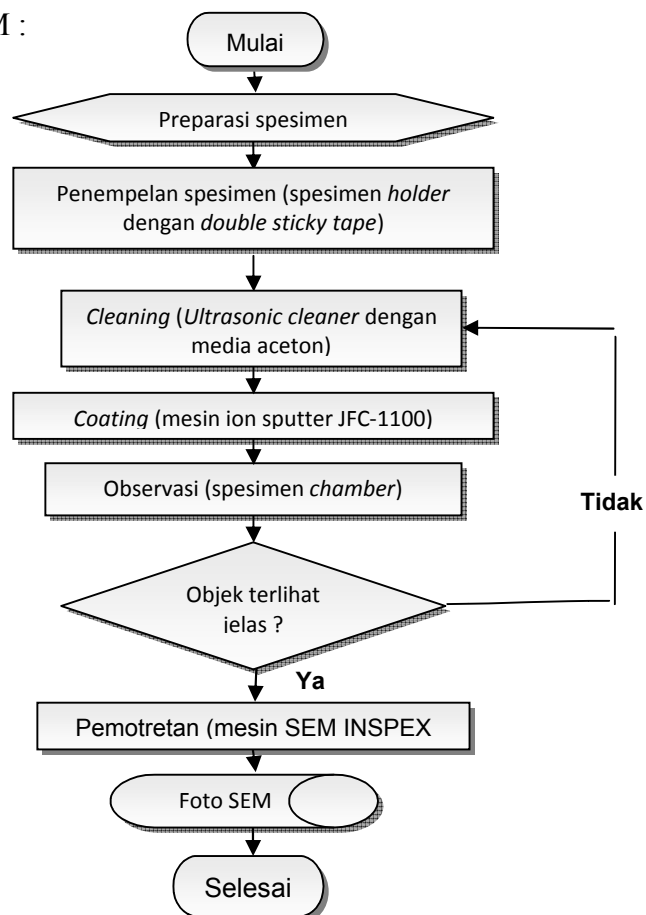 M :
Mulai
Preparasi spesimen
Penempelan spesimen (spesimen holder
dengan double sticky tape)
Cleaning (Ultrasonic cleaner dengan
media aceton)
Coating (mesin ion sputter JFC-1100)
Observasi (spesimen chamber)
Tidak
Objek terlihat
jelas ?
Ya
Pemotretan (mesin SEM INSPEX
Foto SEM
Selesai